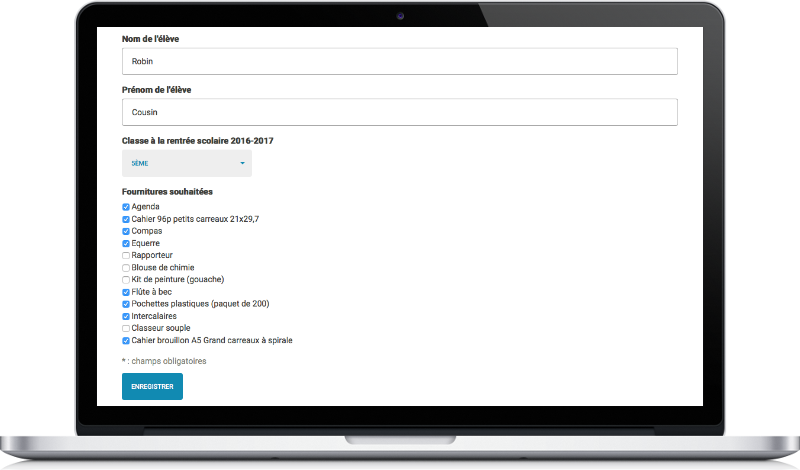 Nom de l'élève
Robin
Prénom de l'élève
Cousin
Classe à la rentrée scolaire 2016-2017
5ÈME
Fournitures souhaitées
Agenda
Cahier 96p petits carreaux 21x29,7
Compas
Equerre
Rapporteur
Blouse de chimie
Kit de peinture (gouache)
Flûte à bec
Pochettes plastiques (paquet de 200)
Intercalaires
Classeur souple
Cahier brouillon A5 Grand carreaux à spirale
* : champs obligatoires
ENREGISTRER